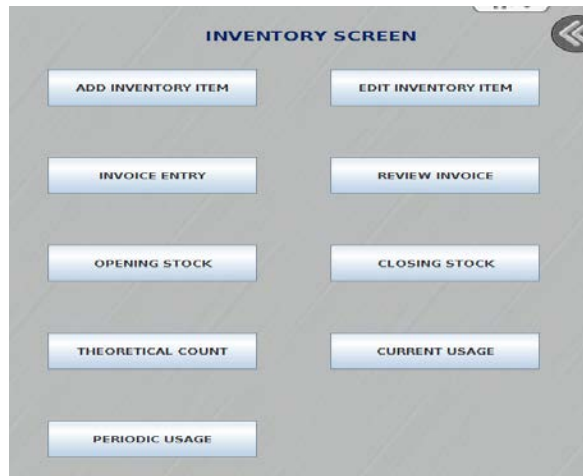 INVENTORY SCREEN
ADD INVENTORY ITEM
EDIT INVENTORY ITEM
INVOICE ENTRY
REVIEW INVOICE
OPENING STOCK
CLOSING STOCK
THEORETICAL COUNT
CURRENT USAGE
PERIODIC USAGE